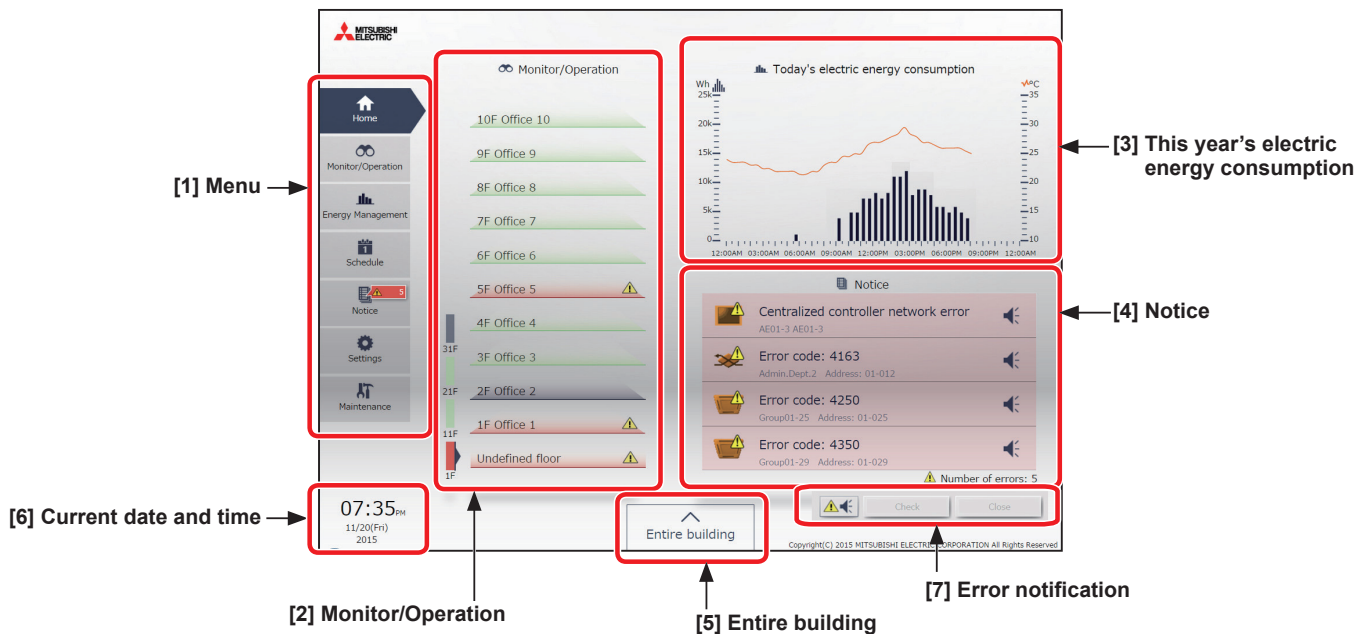 MITSUBISHI
ELECTRIC
[1] Menu
Home
Monitor/Operation
Energy Management
Schedule
1
Notice
5
Settings
Maintenance
Monitor/Operation
10F Office 10
9F Office 9
8F Office 8
7F Office 7
6F Office 6
5F Office 5
4F Office 4
3F Office 3
2F Office 2
1F Office 1
Undefined floor
31F
21F
11F
1F
Today's electric energy consumption
Wh
25k
20k
15k
10k
5k
0
°C
35
30
25
20
15
10
12:00AM 03:00AM 06:00AM 09:00AM 12:00PM 03:00PM 06:00PM 09:00PM 12:00AM
[3] This year's electric
energy consumption
Notice
Centralized controller network error
AE01-3 AE01-3
Error code: 4163
Admin.Dept.2 Address: 01-012
Error code: 4250
Group01-25 Address: 01-025
Error code: 4350
Group01-29 Address: 01-029
Number of errors: 5
[4] Notice
07:35PM
11/20(Fri)
2015
[6] Current date and time
Entire building
Check
Close
Copyright(C) 2015 MITSUBISHI ELECTRIC CORPORATION All Rights Reserved
[2] Monitor/Operation
[5] Entire building
[7] Error notification